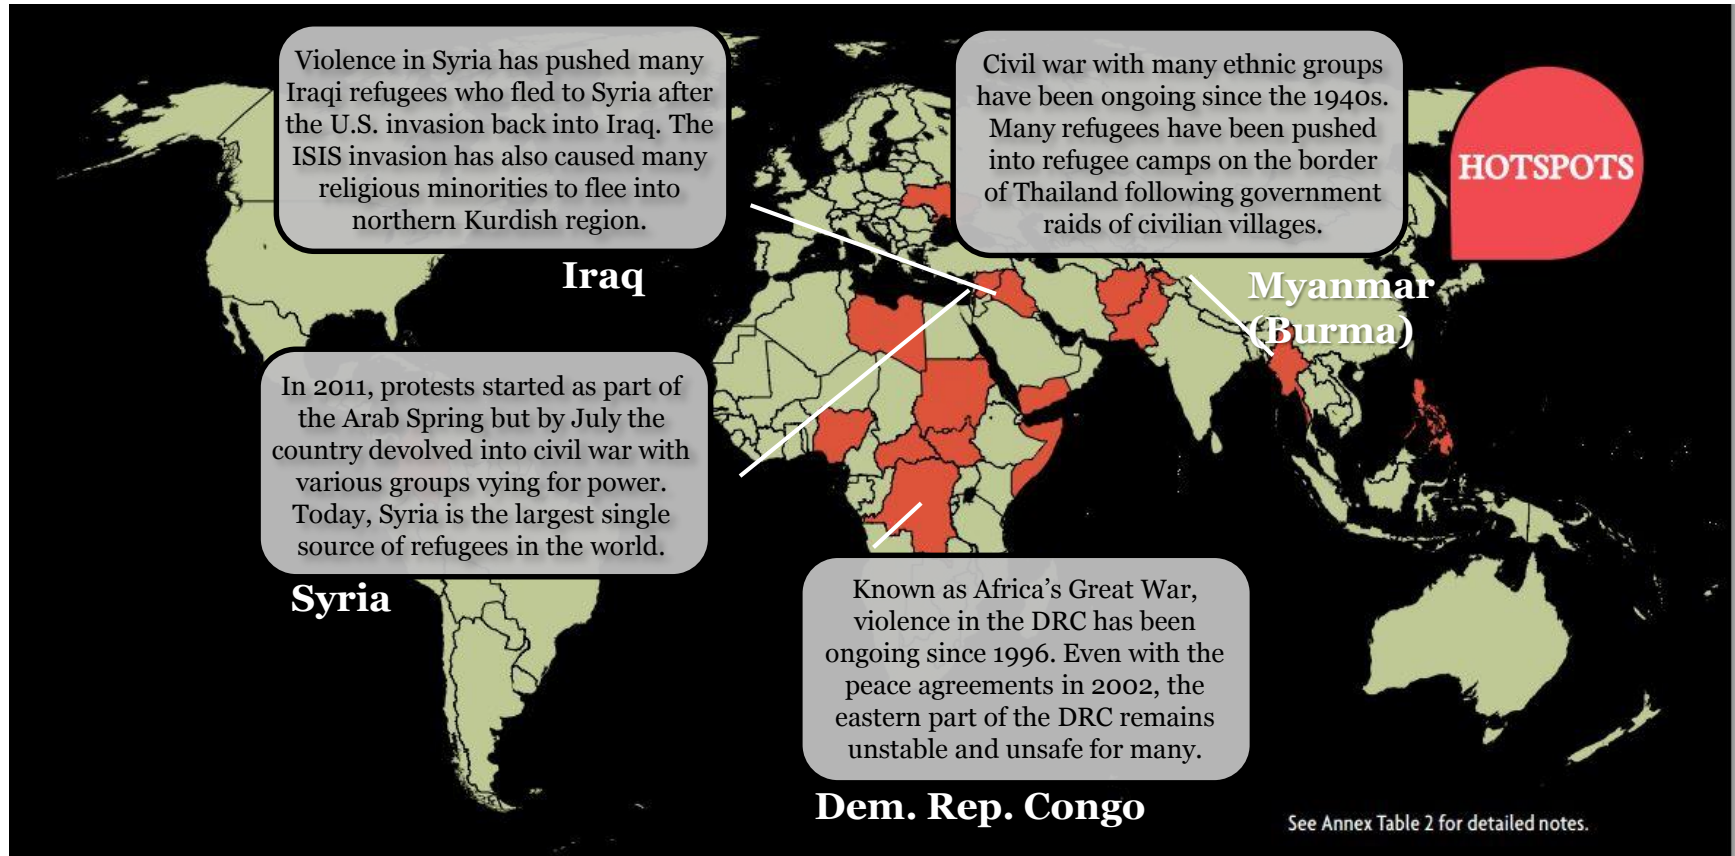 Violence in Syria has pushed many
Iraqi refugees who fled to Syria after
the U.S. invasion back into Iraq. The
ISIS invasion has also caused many
religious minorities to flee into
northern Kurdish region.
Iraq
Civil war with many ethnic groups
have been ongoing since the 1940s.
Many refugees have been pushed
into refugee camps on the border
of Thailand following government
raids of civilian villages.
Myanmar
(Burma)
HOTSPOTS
In 2011, protests started as part of
the Arab Spring but by July the
country devolved into civil war with
various groups vying for power.
Today, Syria is the largest single
source of refugees in the world.
Syria
Known as Africa's Great War,
violence in the DRC has been
ongoing since 1996. Even with the
peace agreements in 2002, the
eastern part of the DRC remains
unstable and unsafe for many.
Dem. Rep. Congo
See Annex Table 2 for detailed notes.